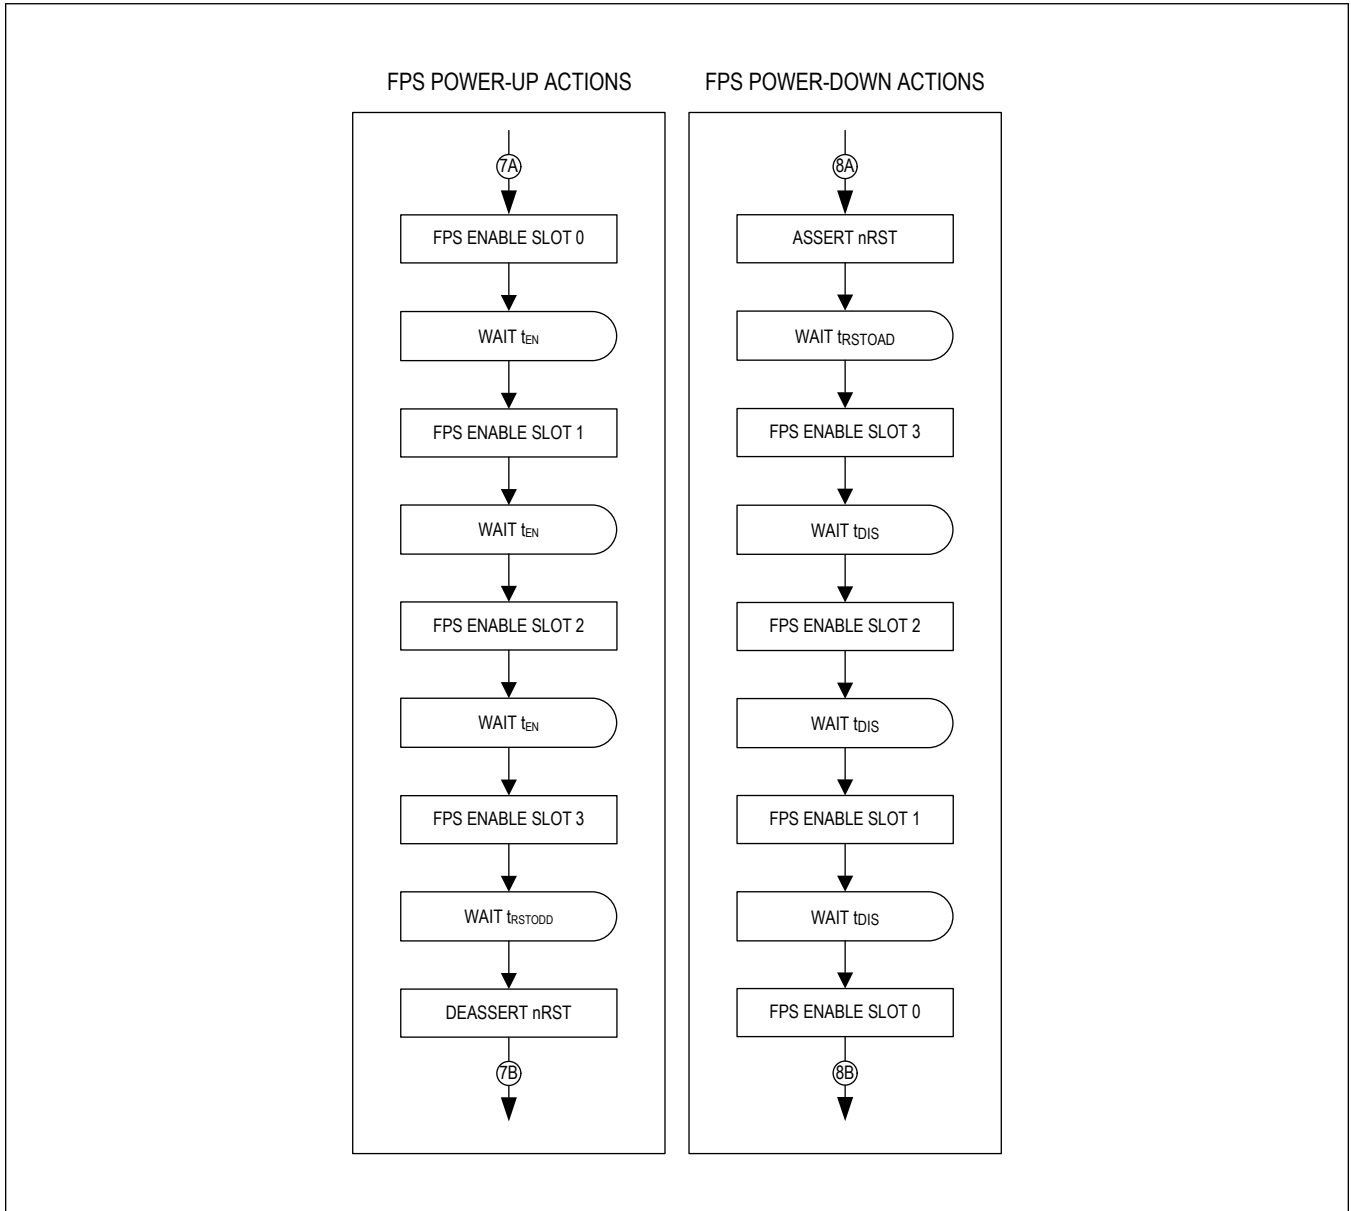 FPS POWER-UP ACTIONS
7A
FPS ENABLE SLOT 0
WAIT tEN
FPS ENABLE SLOT 1
WAIT tEN
FPS ENABLE SLOT 2
WAIT tEN
FPS ENABLE SLOT 3
WAIT tRSTODD
DEASSERT nRST
7B
FPS POWER-DOWN ACTIONS
8A
ASSERT nRST
WAIT tRSTOAD
FPS ENABLE SLOT 3
WAIT tDIS
FPS ENABLE SLOT 2
WAIT tDIS
FPS ENABLE SLOT 1
WAIT tDIS
FPS ENABLE SLOT 0
8B